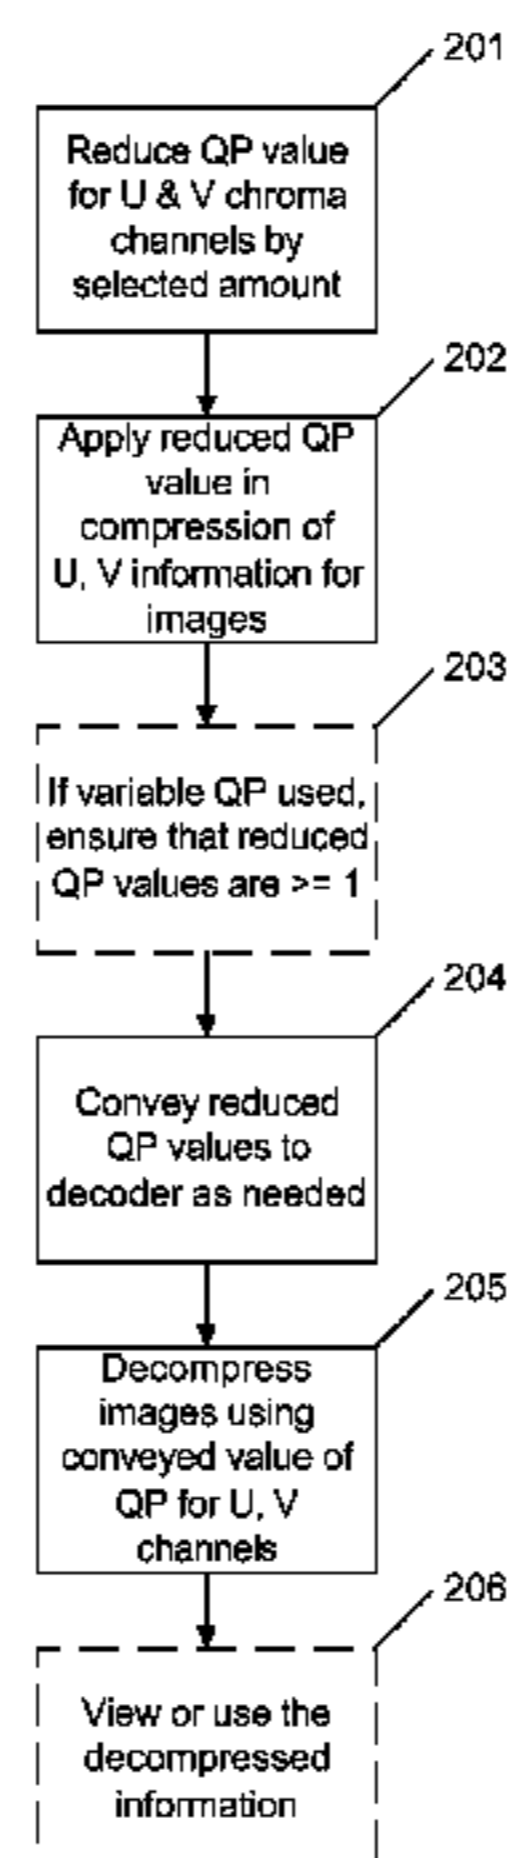 201
Reduce QP value
for U & V chroma
channels by
selected amount
202
Apply reduced QP
value in
compression of
U, V information for
images
203
If variable QP used,
ensure that reduced
QP values are >= 1
204
Convey reduced
QP values to
decoder as needed
205
Decompress
images using
conveyed value of
QP for U, V
channels
206
View or use the
decompressed
information